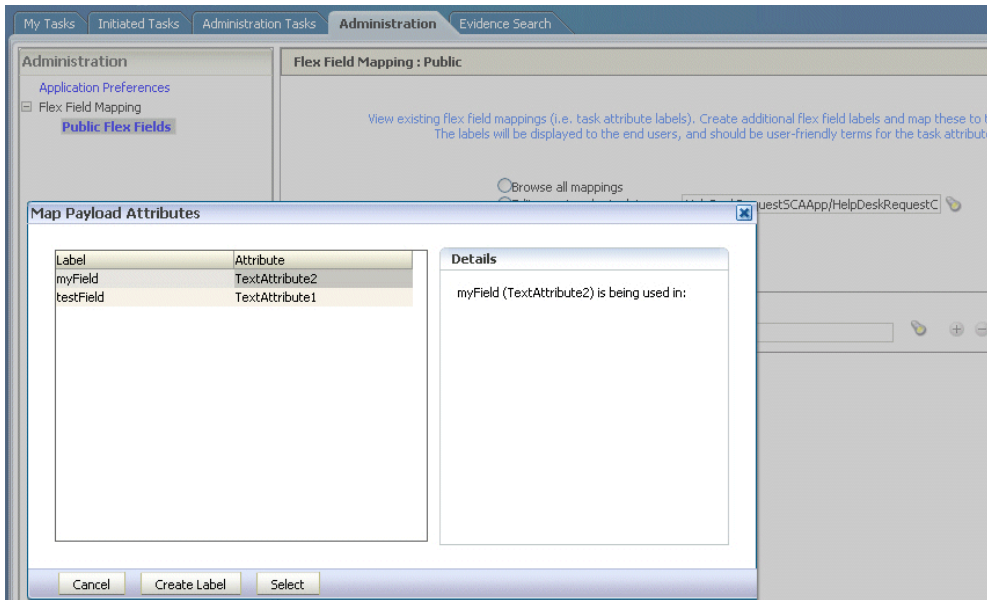 My Tasks Initiated Tasks Administration Tasks Administration Evidence Search
Administration
Application Preferences
Flex Field Mapping
Public Flex Fields
Flex Field Mapping : Public
View existing flex field mappings (i.e. task attribute labels). Create additional flex field labels and map these to
The labels will be displayed to the end users, and should be user-friendly terms for the task
Browse all mappings
uestSCAApp/HelpDeskRequestC
Map Payload Attributes
Label Attribute
myField TextAttribute2
testField TextAttribute1
Details
myField (TextAttribute2) is being used in:
Cancel Create Label Select